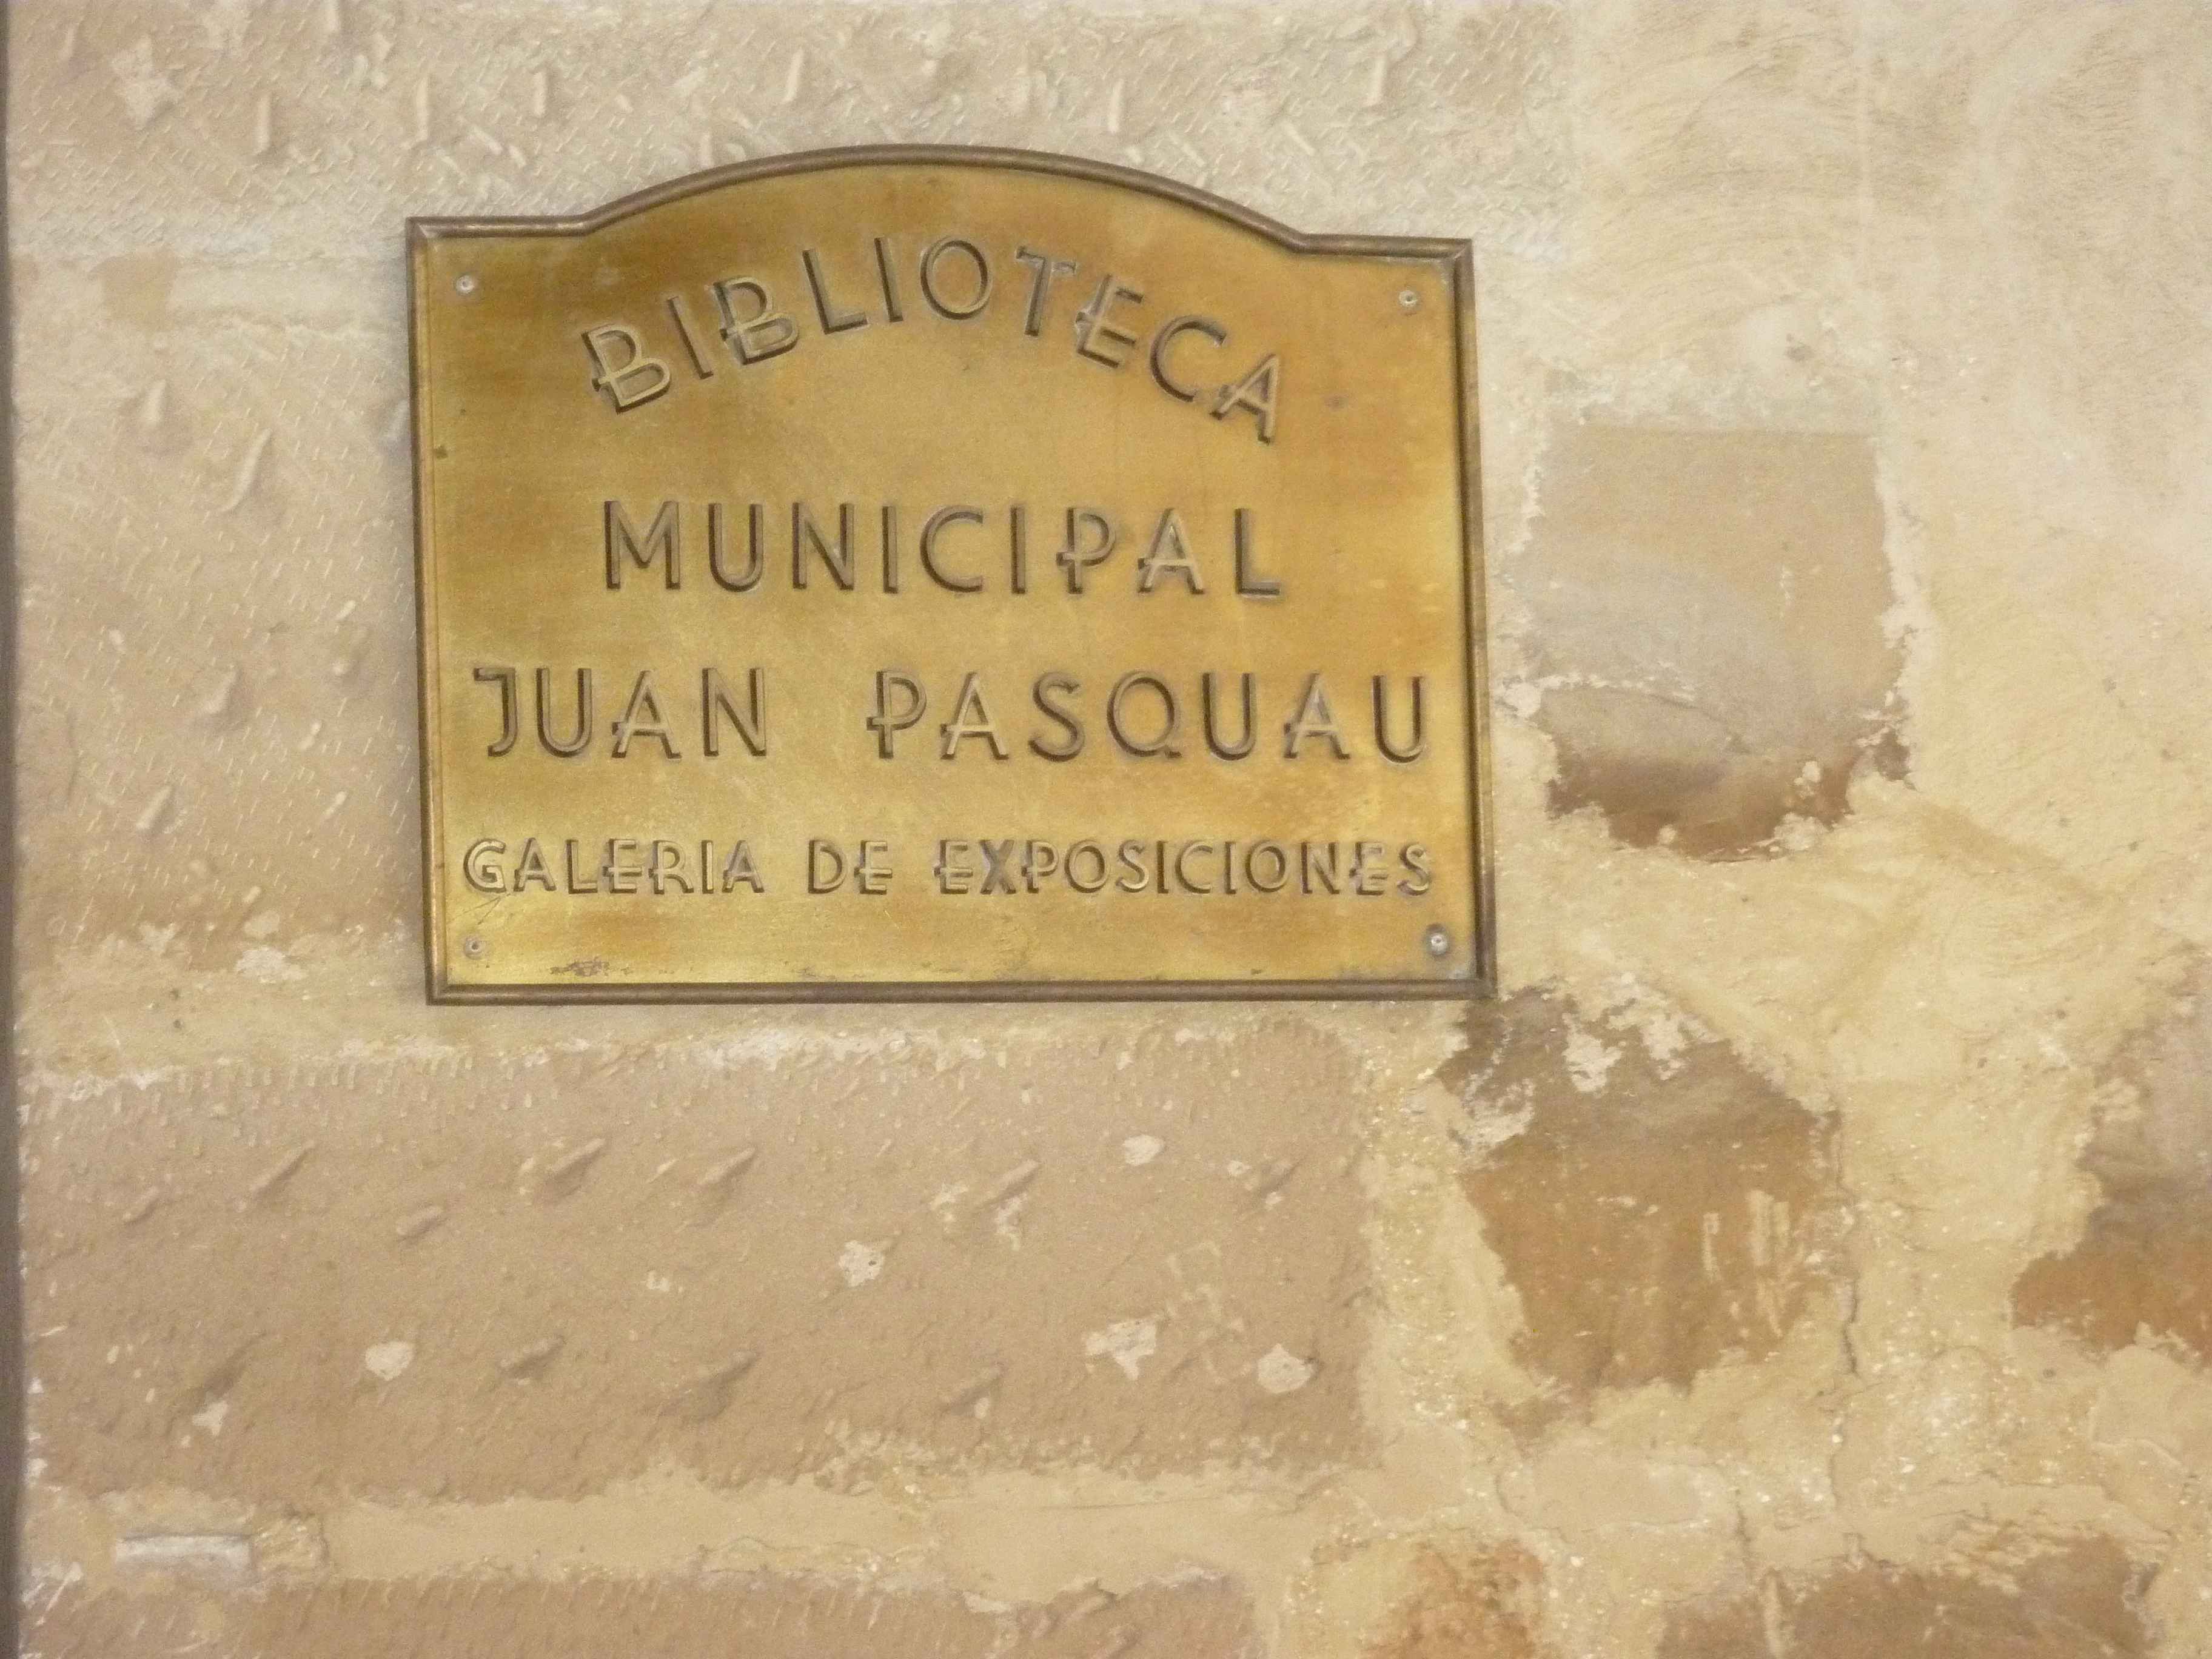 BIBLIOTECA
MUNICIPAL
JUAN PASQUAU
GALERIA DE EXPOSICIONES